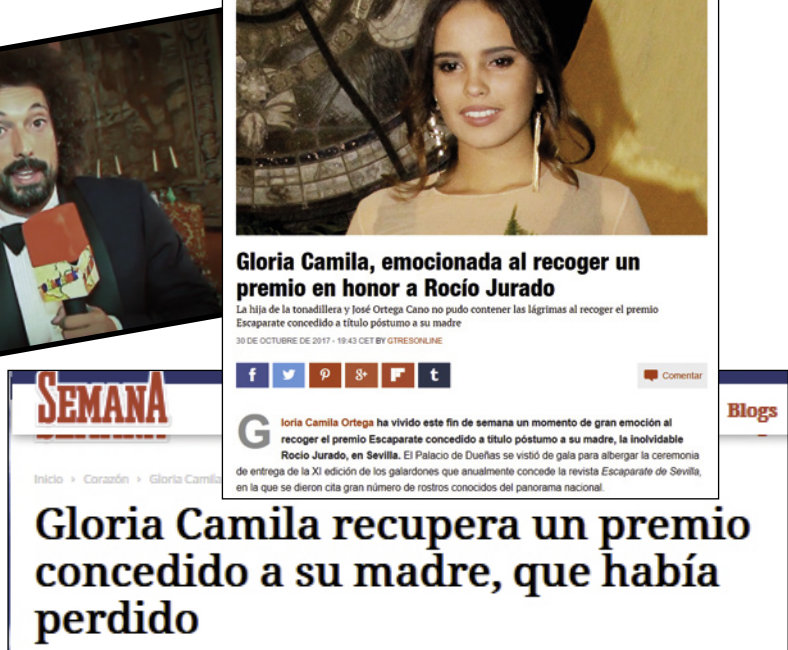 Gloria Camila, emocionada al recoger un
premio en honor a Rocío Jurado
La hija de la tonadillera y José Ortega Cano no pudo contener las lágrimas al recoger el premio
Escaparate concedido a título póstumo a su madre
30 DE OCTUBRE DE 2017 - 19:43 CET BY GTRESONLINE
Comentar
Gloria Camila Ortega ha vivido este fin de semana un momento de gran emoción al
recoger el premio Escaparate concedido a título póstumo a su madre, la inolvidable
Rocío Jurado, en Sevilla. El Palacio de Dueñas se vistió de gala para albergar la ceremonia
de entrega de la XI edición de los galardones que anualmente concede la revista Escaparate de Sevilla,
en la que se dieron cita gran número de rostros conocidos del panorama nacional.
SEMANA
Blogs
Inicio › Corazón › Gloria Camila
Gloria Camila recupera un premio
concedido a su madre, que había
perdido